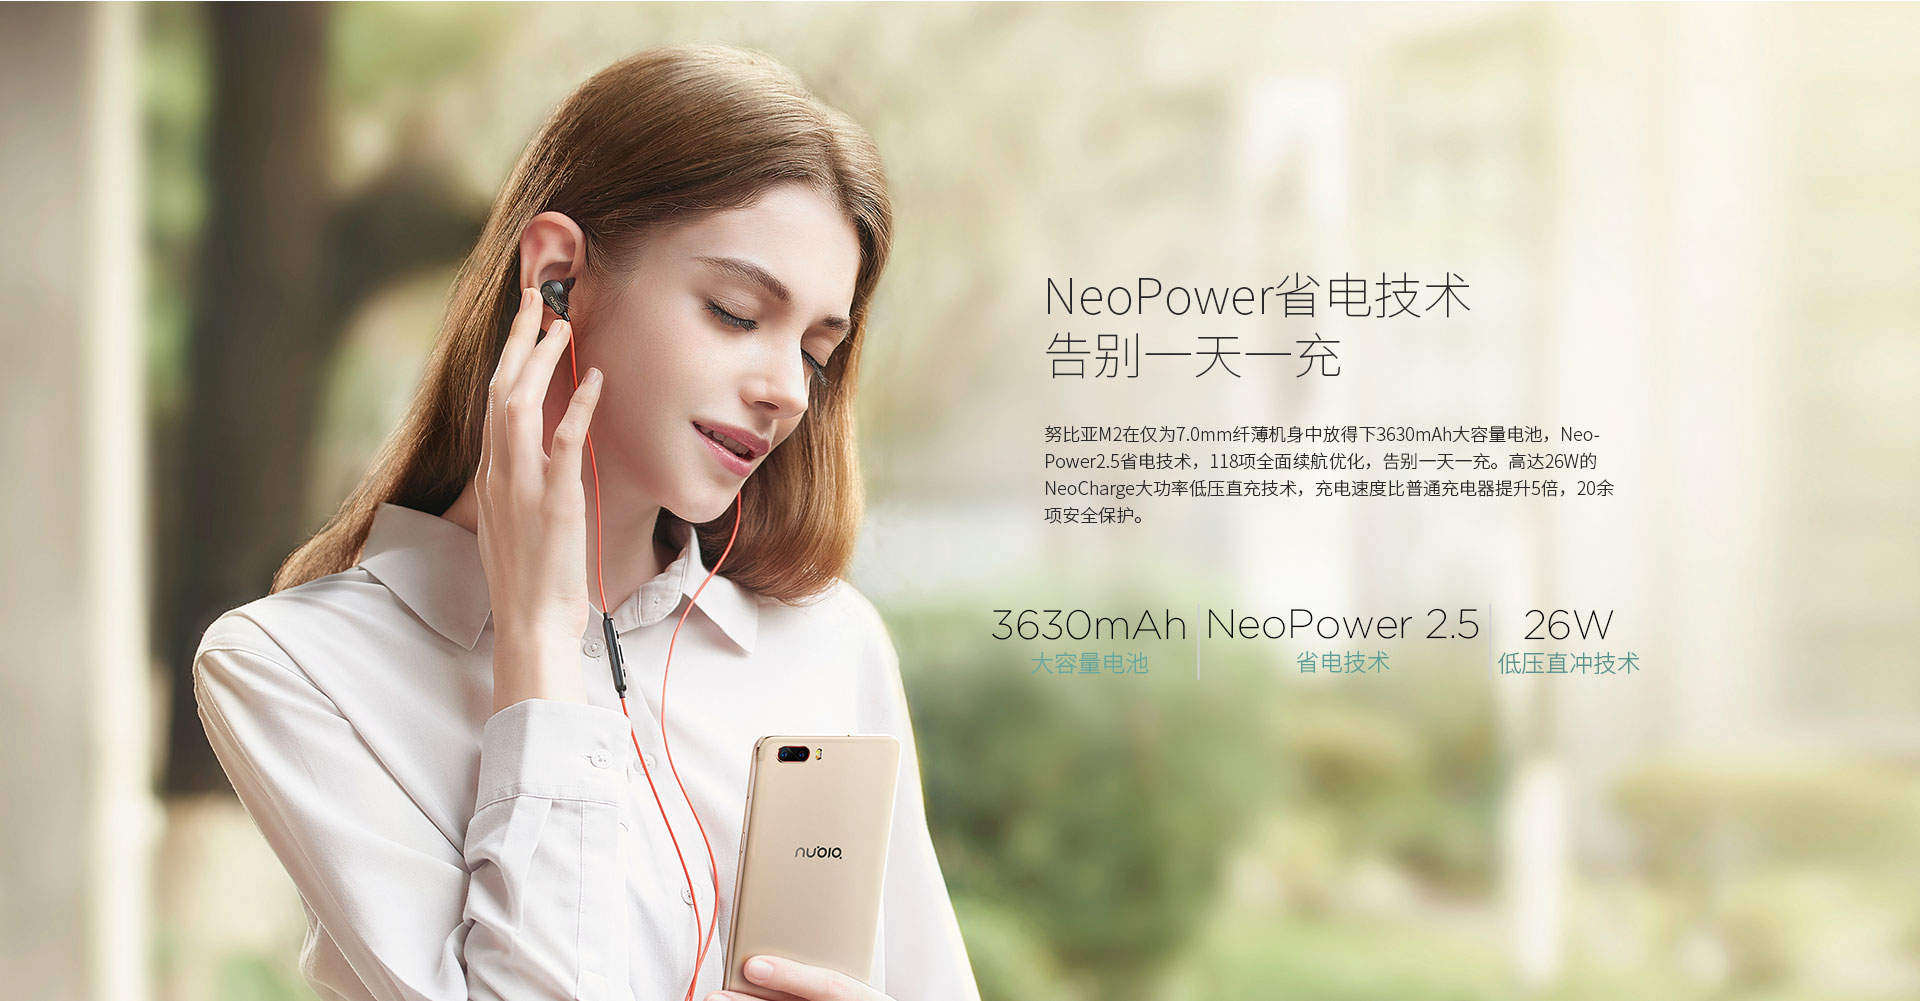 NeoPower省电技术
告别一天一充
努比亚M2在仅为7.0mm纤薄机身中放得下3630mAh大容量电池，Neo-
Power2.5省电技术，118项全面续航优化，告别一天一充。高达26W的
NeoCharge大功率低压直充技术，充电速度比普通充电器提升5倍，20余
项安全保护。
3630mAh
大容量电池
NeoPower 2.5
省电技术
26W
低压直冲技术
nubia
nubia